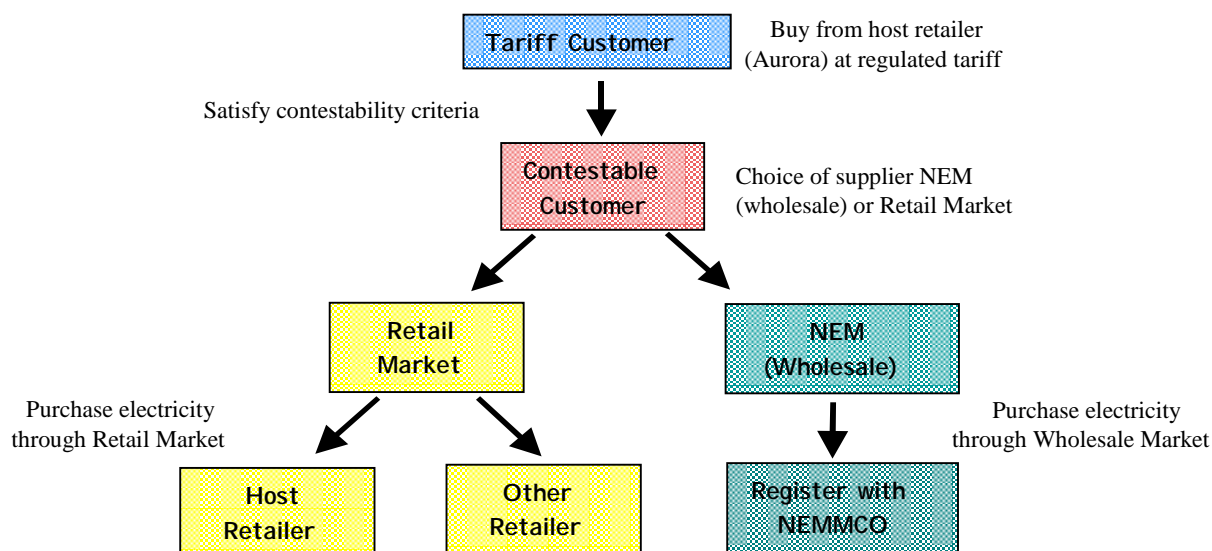 Tariff Customer
Buy from host retailer
(Aurora) at regulated tariff
Satisfy contestability criteria
Contestable
Customer
Choice of supplier NEM
(wholesale) or Retail Market
Retail
Market
NEM
(Wholesale)
Purchase electricity
through Retail Market
Purchase electricity
through Wholesale Market
Host
Retailer
Other
Retailer
Register with
NEMMCO